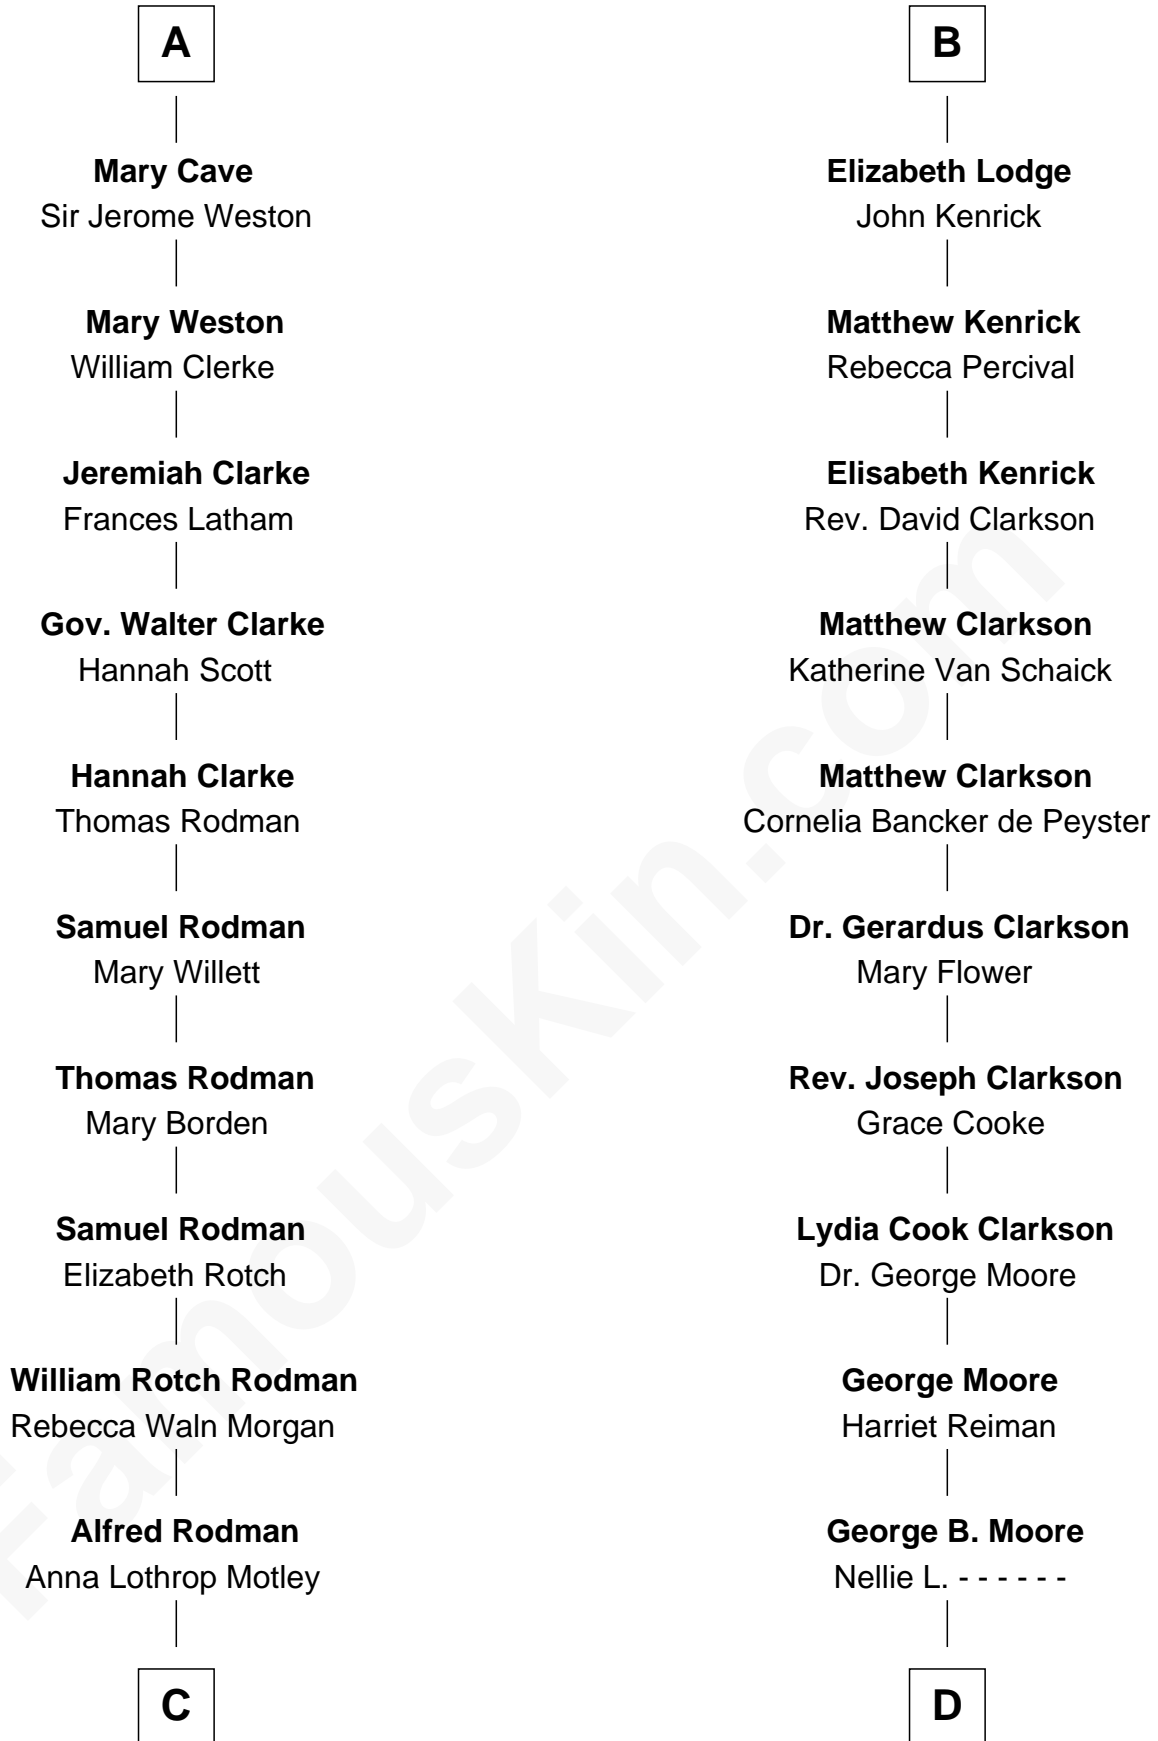 A
Mary Cave
Sir Jerome Weston
Mary Weston
William Clerke
Jeremiah Clarke
Frances Latham
Gov. Walter Clarke
Hannah Scott
Hannah Clarke
Thomas Rodman
Samuel Rodman
Mary Willett
Thomas Rodman
Mary Borden
Samuel Rodman
Elizabeth Rotch
William Rotch Rodman
Rebecca Waln Morgan
Alfred Rodman
Anna Lothrop Motley
C
B
Elizabeth Lodge
John Kenrick
Matthew Kenrick
Rebecca Percival
Elisabeth Kenrick
Rev. David Clarkson
Matthew Clarkson
Katherine Van Schaick
Matthew Clarkson
Cornelia Bancker de Peyster
Dr. Gerardus Clarkson
Mary Flower
Rev. Joseph Clarkson
Grace Cooke
Lydia Cook Clarkson
Dr. George Moore
George Moore
Harriet Reiman
George B. Moore
Nellie L. - - - - - -
D
FamousKin.com